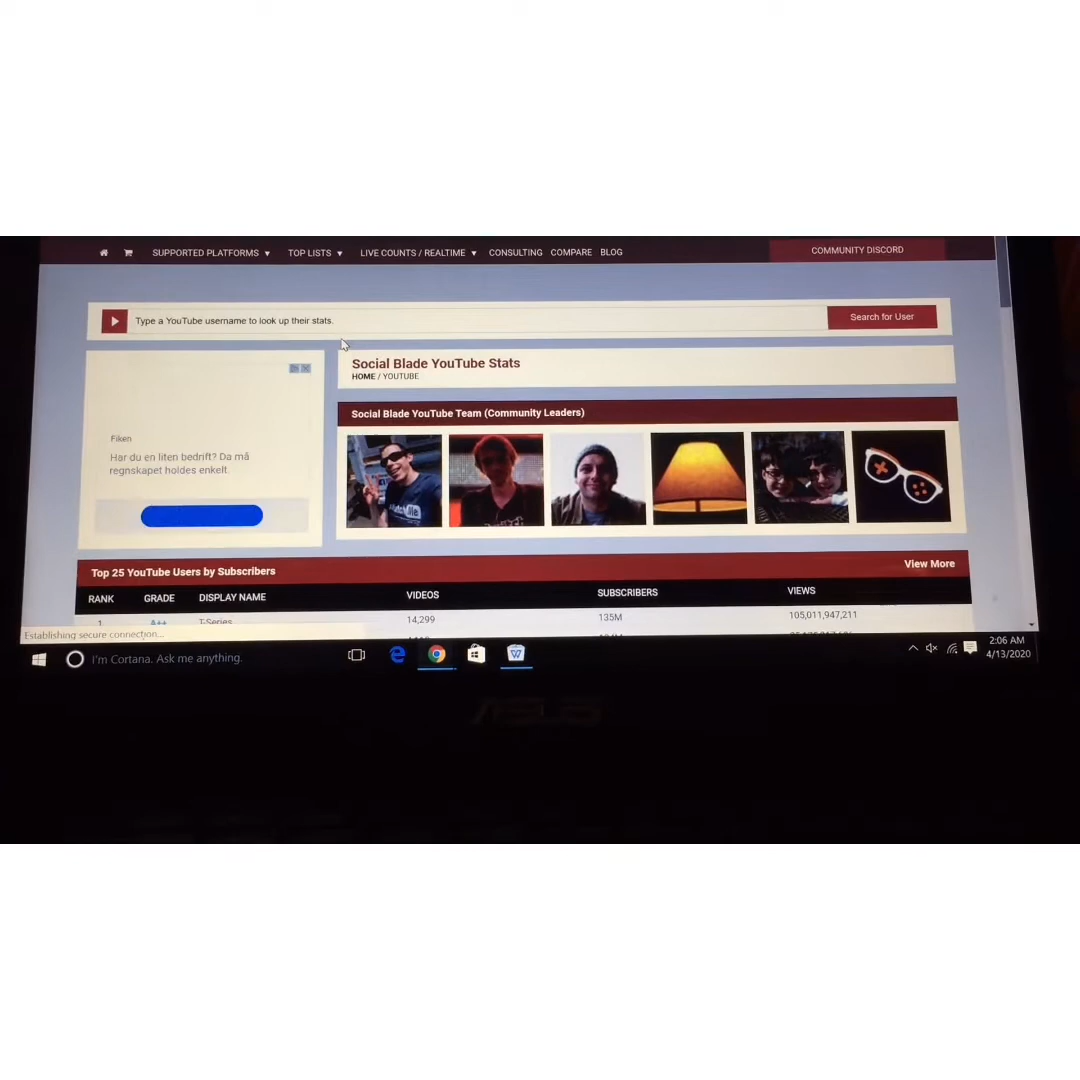 SUPPORTED PLATFORMS TOP LISTS LIVE COUNTS / REALTIME CONSULTING COMPARE BLOG COMMUNITY DISCORD
Type a YouTube username to look up their stats. Search for User
Social Blade YouTube Stats
HOME / YOUTUBE
Fiken
Har du en liten bedrift? Da må
regnskapet holdes enkelt
Social Blade YouTube Team (Community Leaders)
Top 25 YouTube Users by Subscribers View More
RANK GRADE DISPLAY NAME VIDEOS SUBSCRIBERS VIEWS
1 A++ T-Series 14,299 135M 105,011,947,211
Establishing secure connection...
I'm Cortana. Ask me anything.
2:06 AM
4/13/2020
ASUS